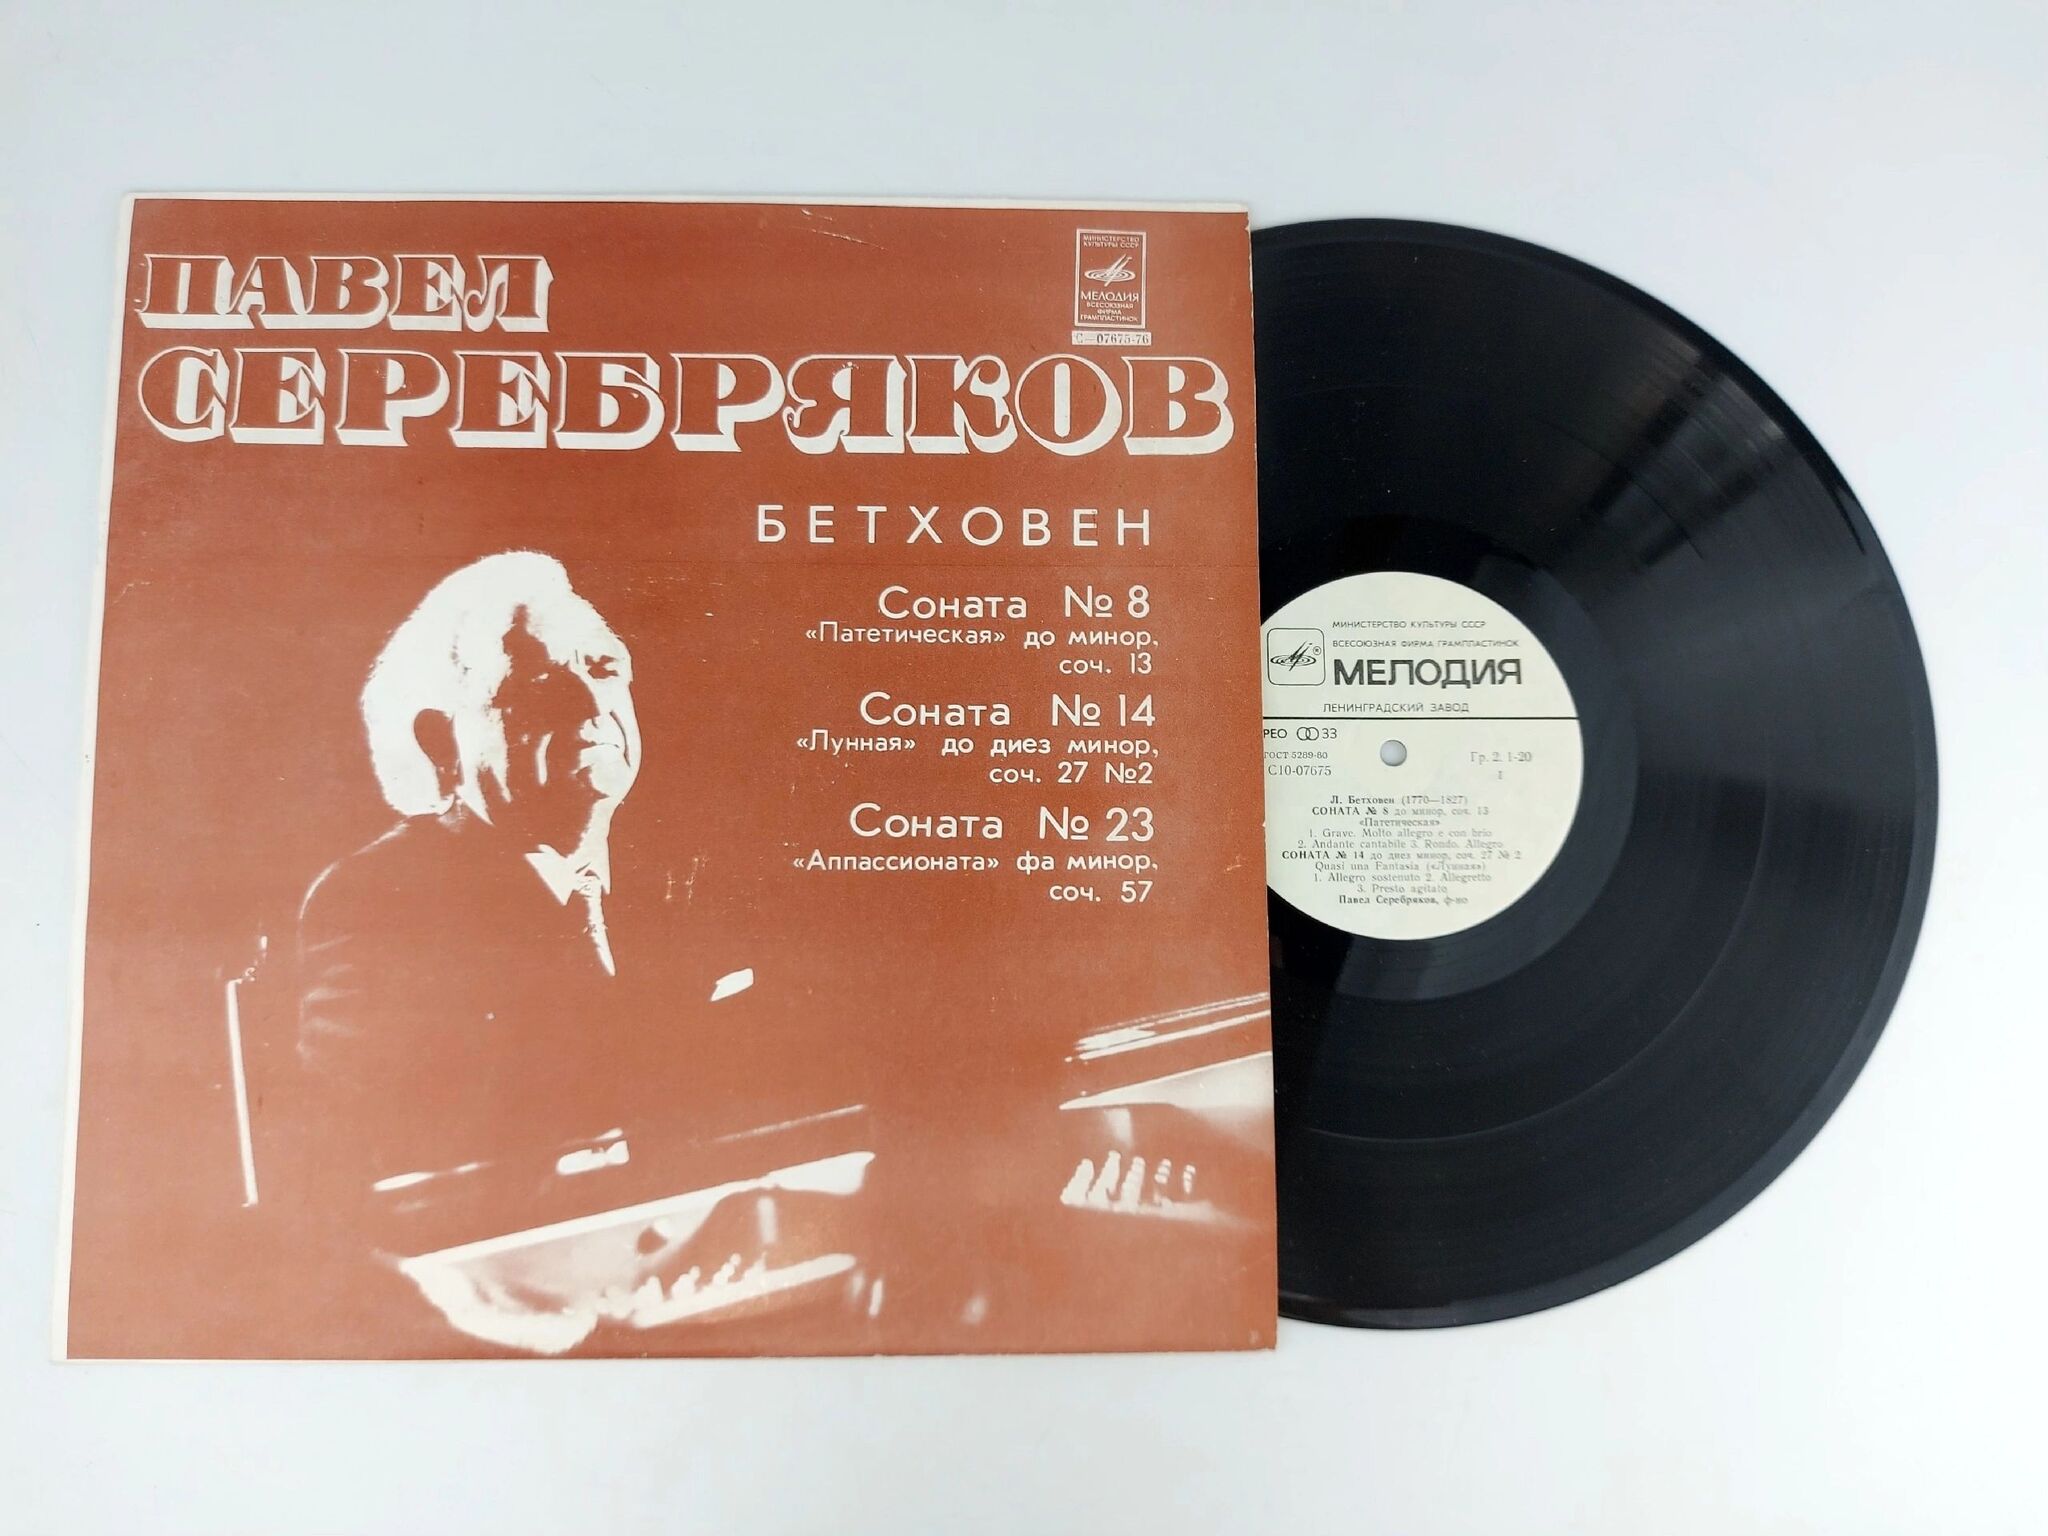 ПАВЕЛ
СЕРЕБРЯКОВ
МИНИСТЕРСТВО
КУЛЬТУРЫ СССР
МЕЛОДИЯ
ВСЕСОЮЗНАЯ
ФИРМА
ГРАМПЛАСТИНОК
С—07675-76
БЕТХОВЕН
Соната № 8
«Патетическая» до минор,
соч. 13
Соната № 14
«Лунная» до диез минор,
соч. 27 №2
Соната № 23
«Аппассионата» фа минор,
соч. 57
МИНИСТЕРСТВО КУЛЬТУРЫ СССР
ВСЕСОЮЗНАЯ ФИРМА ГРАМПЛАСТИНОК
МЕЛОДИЯ
ЛЕНИНГРАДСКИЙ ЗАВОД
РЕО 33
ГОСТ 5289-80
С10-07675
Гр. 2. 1-20
I
Л. Бетховен (1770—1827)
СОНАТА № 8 до минор, соч. 13
«Патетическая»
1. Grave. Molto allegro e con brio
2. Andante cantabile 3. Rondo. Allegro
СОНАТА № 14 до диез минор, соч. 27 № 2
Quasi una Fantasia («Лунная»)
1. Allegro sostenuto 2. Allegretto
3. Presto agitato
Павел Серебряков, ф-но